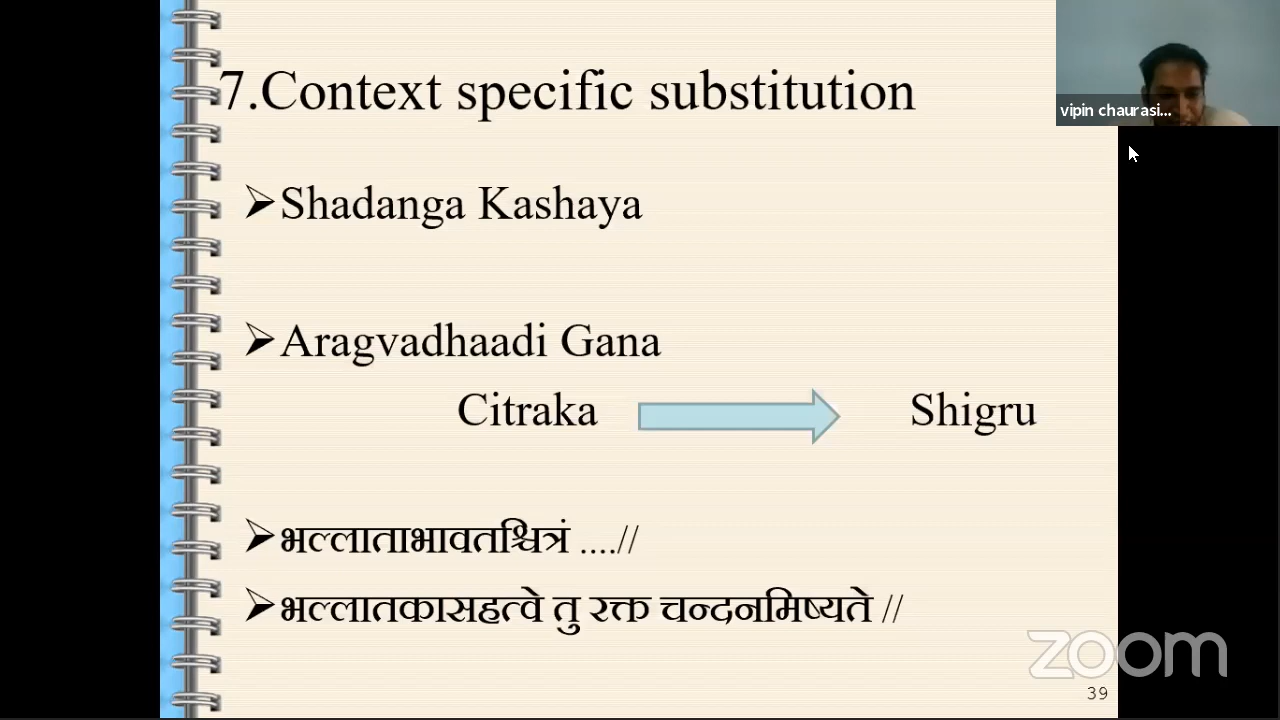 7.Context specific substitution
vipin chaurasi...
➢Shadanga Kashaya
➢Aragvadhaadi Gana
Citraka Shigru
➢भल्लाताभावतश्चित्रं ....//
➢भल्लातकासहत्वे तु रक्त चन्दनमिष्यते //
zoom
39